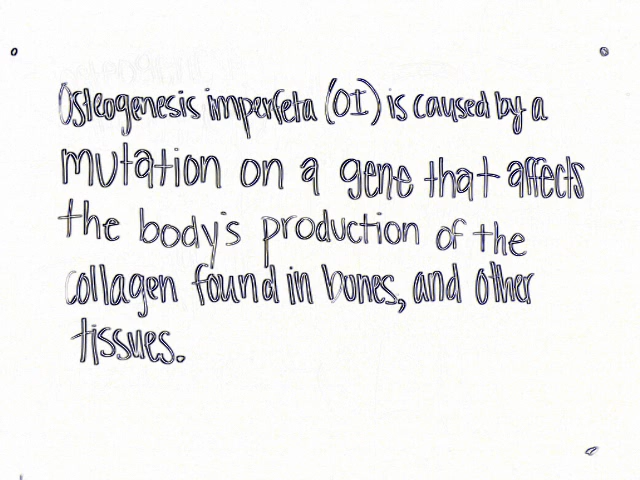 Osteogenesis imperfeta (OI) is caused by a
mutation on a gene that affects
the body's production of the
collagen found in bones, and other
tissues.